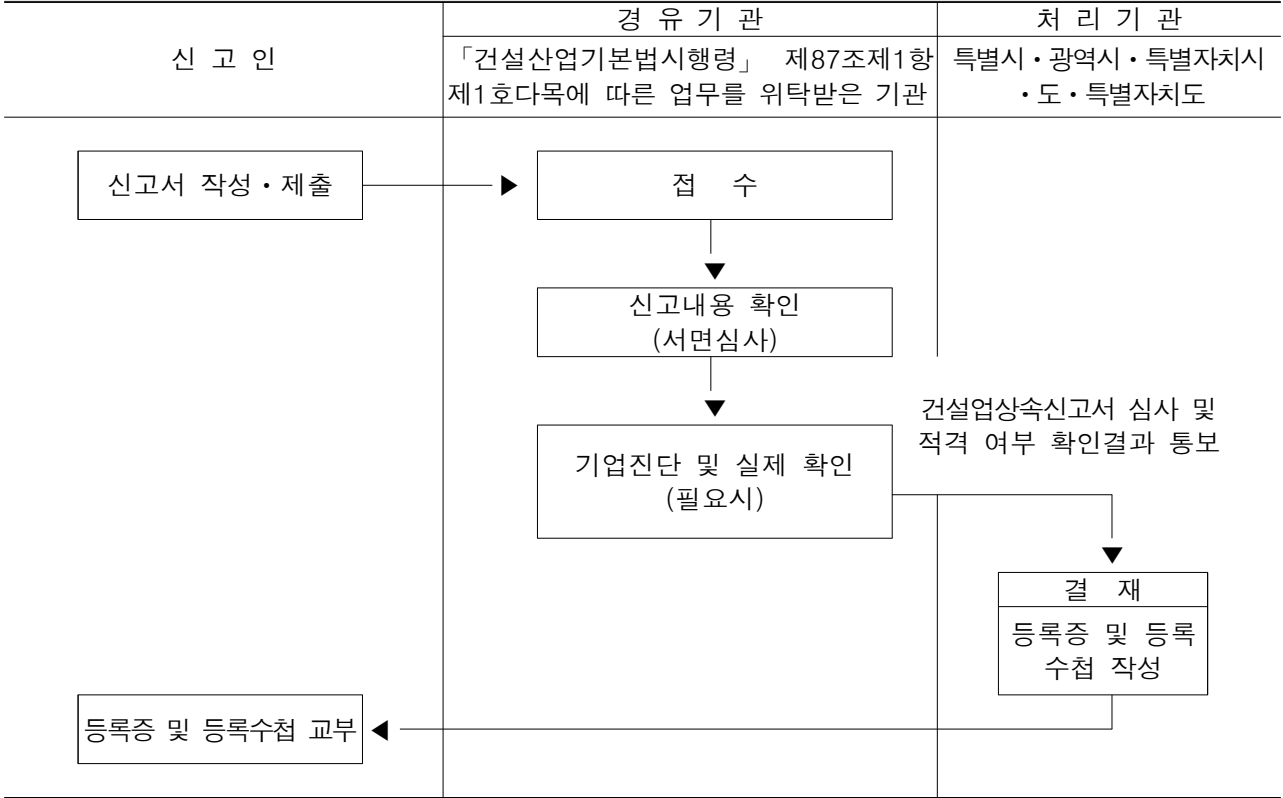 신 고 인
경 유 기 관
처 리 기 관
「건설산업기본법시행령」 제87조제1항
제1호다목에 따른 업무를 위탁받은 기관
특별시·광역시·특별자치시
·도·특별자치도
신고서 작성·제출
접 수
신고내용 확인
(서면심사)
기업진단 및 실제 확인
(필요시)
건설업상속신고서 심사 및
적격 여부 확인결과 통보
결 재
등록증 및 등록
수첩 작성
등록증 및 등록수첩 교부